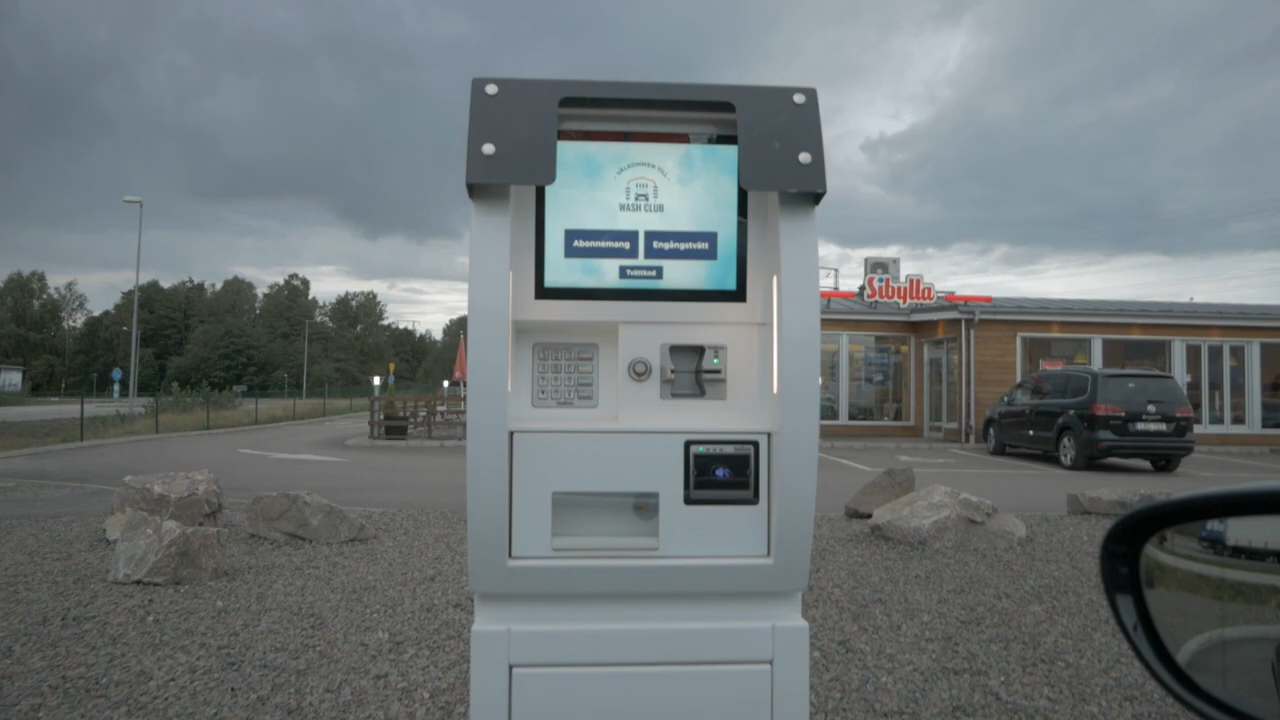 VÄLKOMMEN TILL
WASH CLUB
Abonnemang
Engångstvätt
Tvättkod
Sibylla